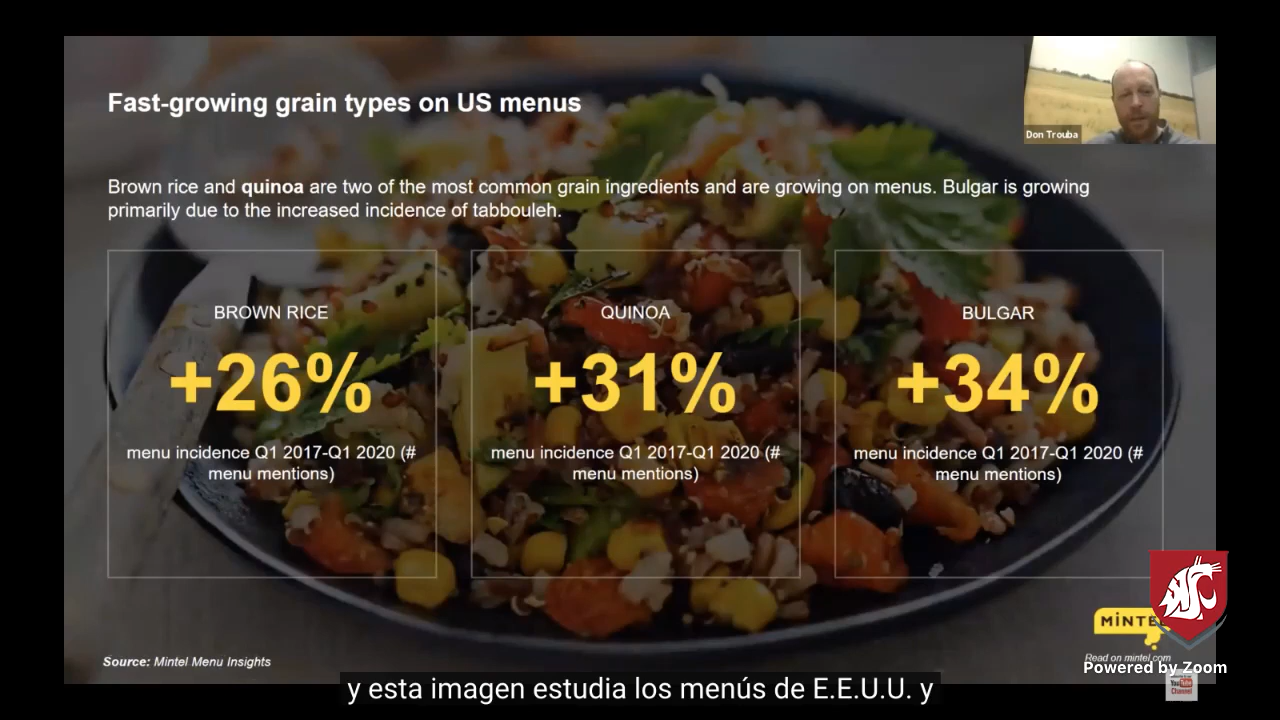 Fast-growing grain types on US menus
Don Trouba
Brown rice and quinoa are two of the most common grain ingredients and are growing on menus. Bulgar is growing
primarily due to the increased incidence of tabbouleh.
BROWN RICE
+26%
menu incidence Q1 2017-Q1 2020 (#
menu mentions)
QUINOA
+31%
menu incidence Q1 2017-Q1 2020 (#
menu mentions)
BULGAR
+34%
menu incidence Q1 2017-Q1 2020 (#
menu mentions)
Source: Mintel Menu Insights
Read on mintel.com
Powered by Zoom
YouTube
Channel
y esta imagen estudia los menús de E.E.U.U. y